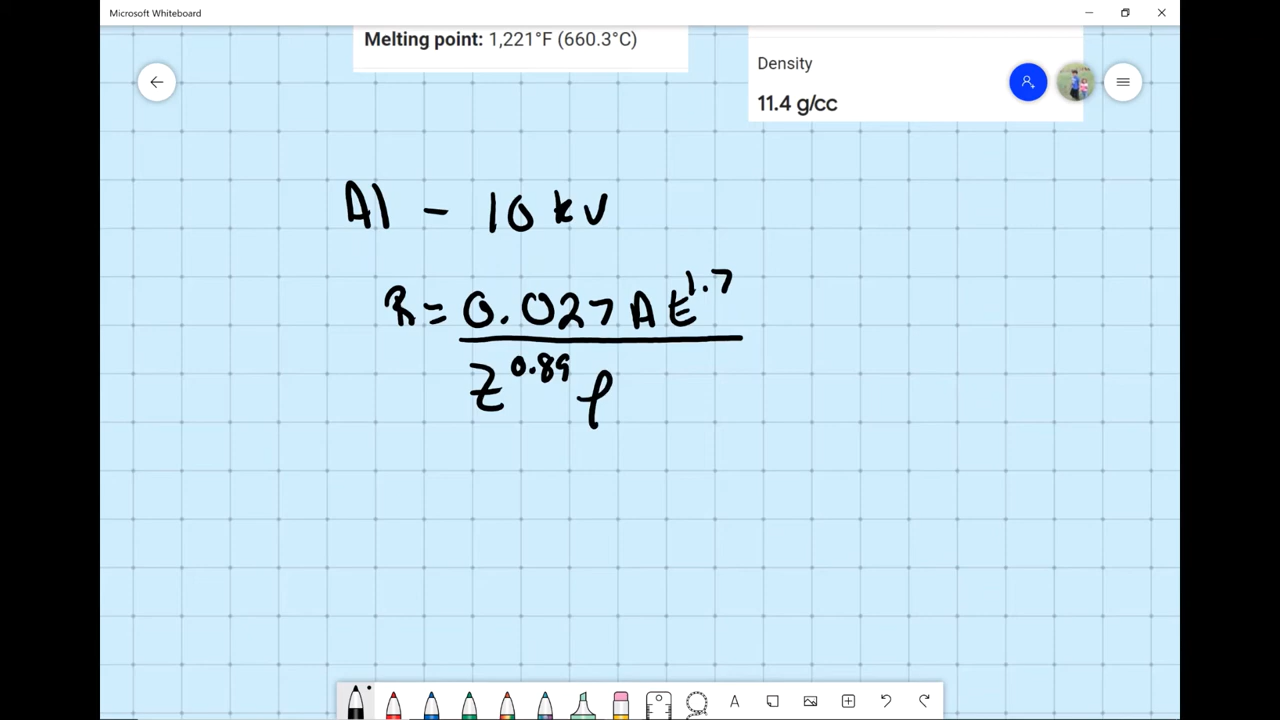 Microsoft Whiteboard
Melting point: 1,221°F (660.3°C)
Density
11.4 g/cc
Al - 10 kv
R = 0.027 A E^1.7
Z^0.89 ρ
A